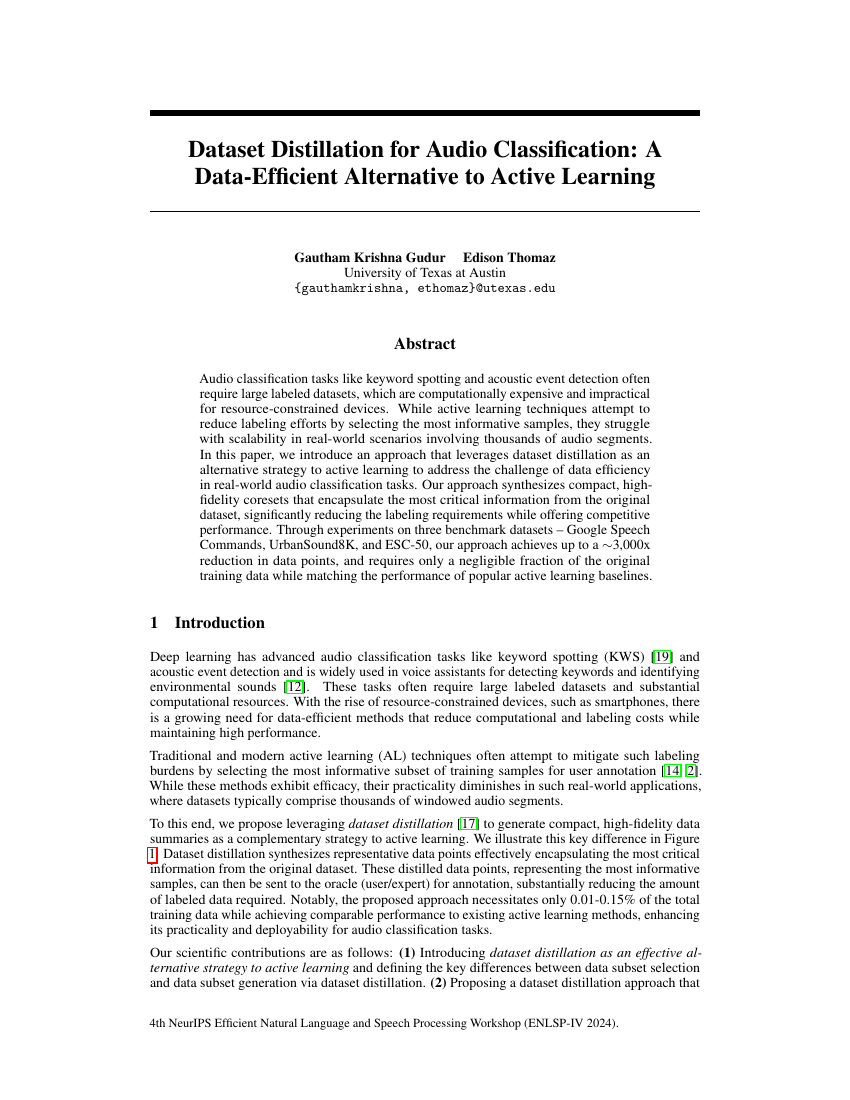 Dataset Distillation for Audio Classification: A
Data-Efficient Alternative to Active Learning
Gautham Krishna Gudur Edison Thomaz
University of Texas at Austin
{gauthamkrishna, ethomaz}@utexas.edu
Abstract
Audio classification tasks like keyword spotting and acoustic event detection often
require large labeled datasets, which are computationally expensive and impractical
for resource-constrained devices. While active learning techniques attempt to
reduce labeling efforts by selecting the most informative samples, they struggle
with scalability in real-world scenarios involving thousands of audio segments.
In this paper, we introduce an approach that leverages dataset distillation as an
alternative strategy to active learning to address the challenge of data efficiency
in real-world audio classification tasks. Our approach synthesizes compact, high-
fidelity coresets that encapsulate the most critical information from the original
dataset, significantly reducing the labeling requirements while offering competitive
performance. Through experiments on three benchmark datasets – Google Speech
Commands, UrbanSound8K, and ESC-50, our approach achieves up to a ~3,000x
reduction in data points, and requires only a negligible fraction of the original
training data while matching the performance of popular active learning baselines.
1 Introduction
Deep learning has advanced audio classification tasks like keyword spotting (KWS) [19] and
acoustic event detection and is widely used in voice assistants for detecting keywords and identifying
environmental sounds [12]. These tasks often require large labeled datasets and substantial
computational resources. With the rise of resource-constrained devices, such as smartphones, there
is a growing need for data-efficient methods that reduce computational and labeling costs while
maintaining high performance.
Traditional and modern active learning (AL) techniques often attempt to mitigate such labeling
burdens by selecting the most informative subset of training samples for user annotation [14, 2].
While these methods exhibit efficacy, their practicality diminishes in such real-world applications,
where datasets typically comprise thousands of windowed audio segments.
To this end, we propose leveraging dataset distillation [17] to generate compact, high-fidelity data
summaries as a complementary strategy to active learning. We illustrate this key difference in Figure
1. Dataset distillation synthesizes representative data points effectively encapsulating the most critical
information from the original dataset. These distilled data points, representing the most informative
samples, can then be sent to the oracle (user/expert) for annotation, substantially reducing the amount
of labeled data required. Notably, the proposed approach necessitates only 0.01-0.15% of the total
training data while achieving comparable performance to existing active learning methods, enhancing
its practicality and deployability for audio classification tasks.
Our scientific contributions are as follows: (1) Introducing dataset distillation as an effective al-
ternative strategy to active learning and defining the key differences between data subset selection
and data subset generation via dataset distillation. (2) Proposing a dataset distillation approach that
4th NeurIPS Efficient Natural Language and Speech Processing Workshop (ENLSP-IV 2024).